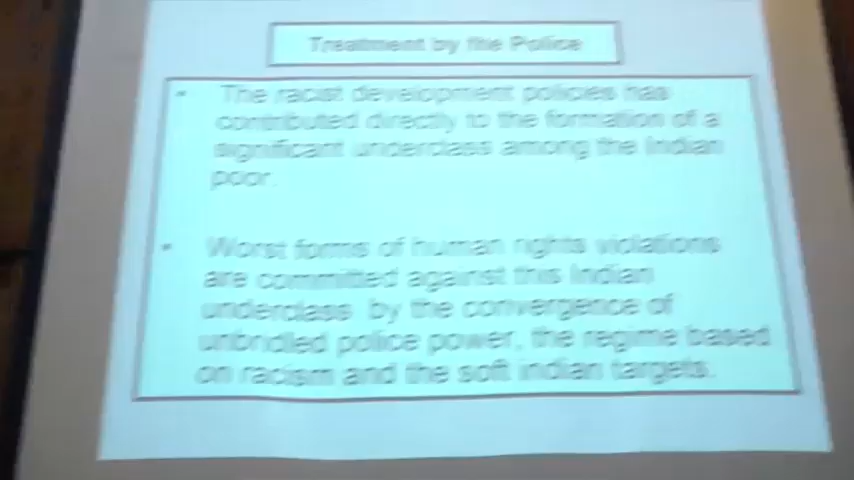 Treatment by the Police
• The racist development policies has
contributed directly to the formation of a
significant underclass among the Indian
poor.
• Worst forms of human rights violations
are committed against this Indian
underclass by the convergence of
unbridled police power, the regime based
on racism and the soft indian targets.